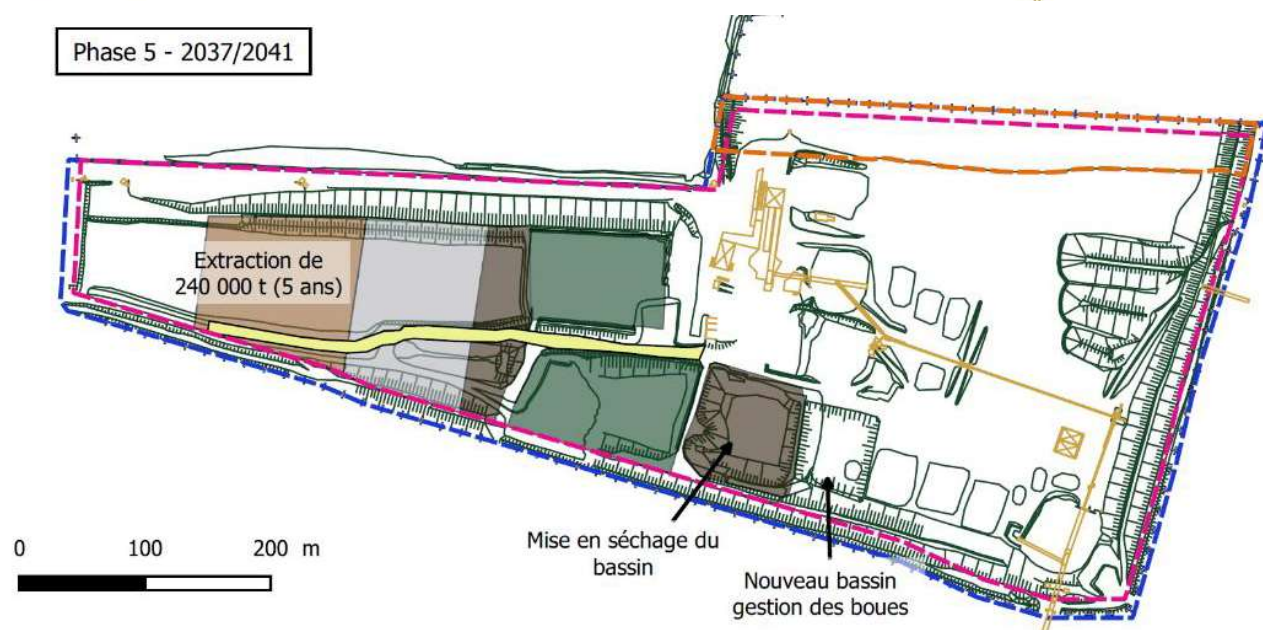 Phase 5 - 2037/2041
Extraction de
240 000 t (5 ans)
Mise en séchage du
bassin
Nouveau bassin
gestion des boues
0 100 200 m